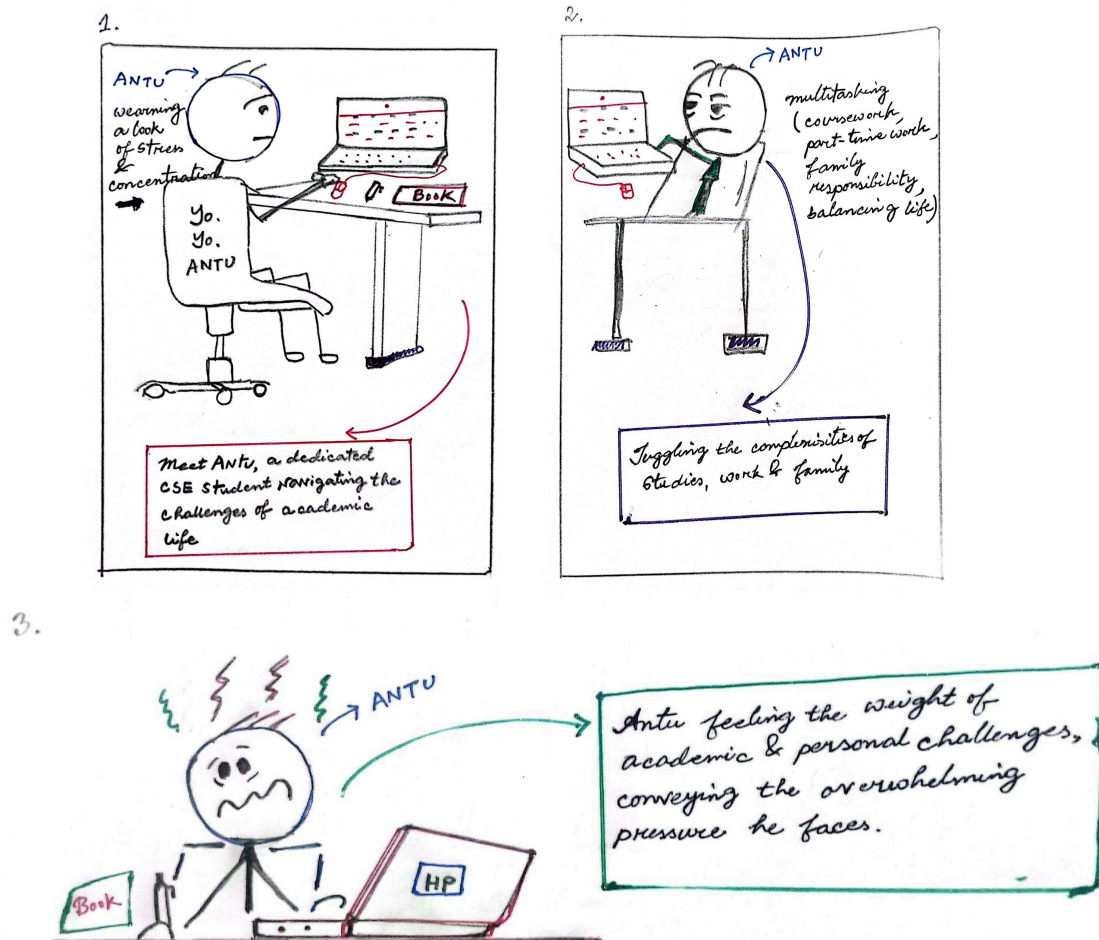 1.
ANTU
wearning
a look
of stress
&
concentration
Yo.
Yo.
ANTU
Book
Meet Antu, a dedicated
CSE student navigating the
challenges of academic
life
2.
ANTU
multitasking
(coursework,
part-time work,
family
responsibility,
balancing life)
Juggling the complexisities of
studies, work & family
3.
ANTU
Book
HP
Antu feeling the weight of
academic & personal challenges,
conveying the overwhelming
pressure he faces.